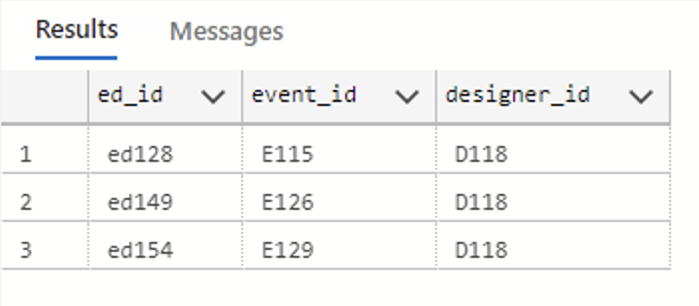 Results Messages
ed_id event_id designer_id
1 ed128 E115 D118
2 ed149 E126 D118
3 ed154 E129 D118